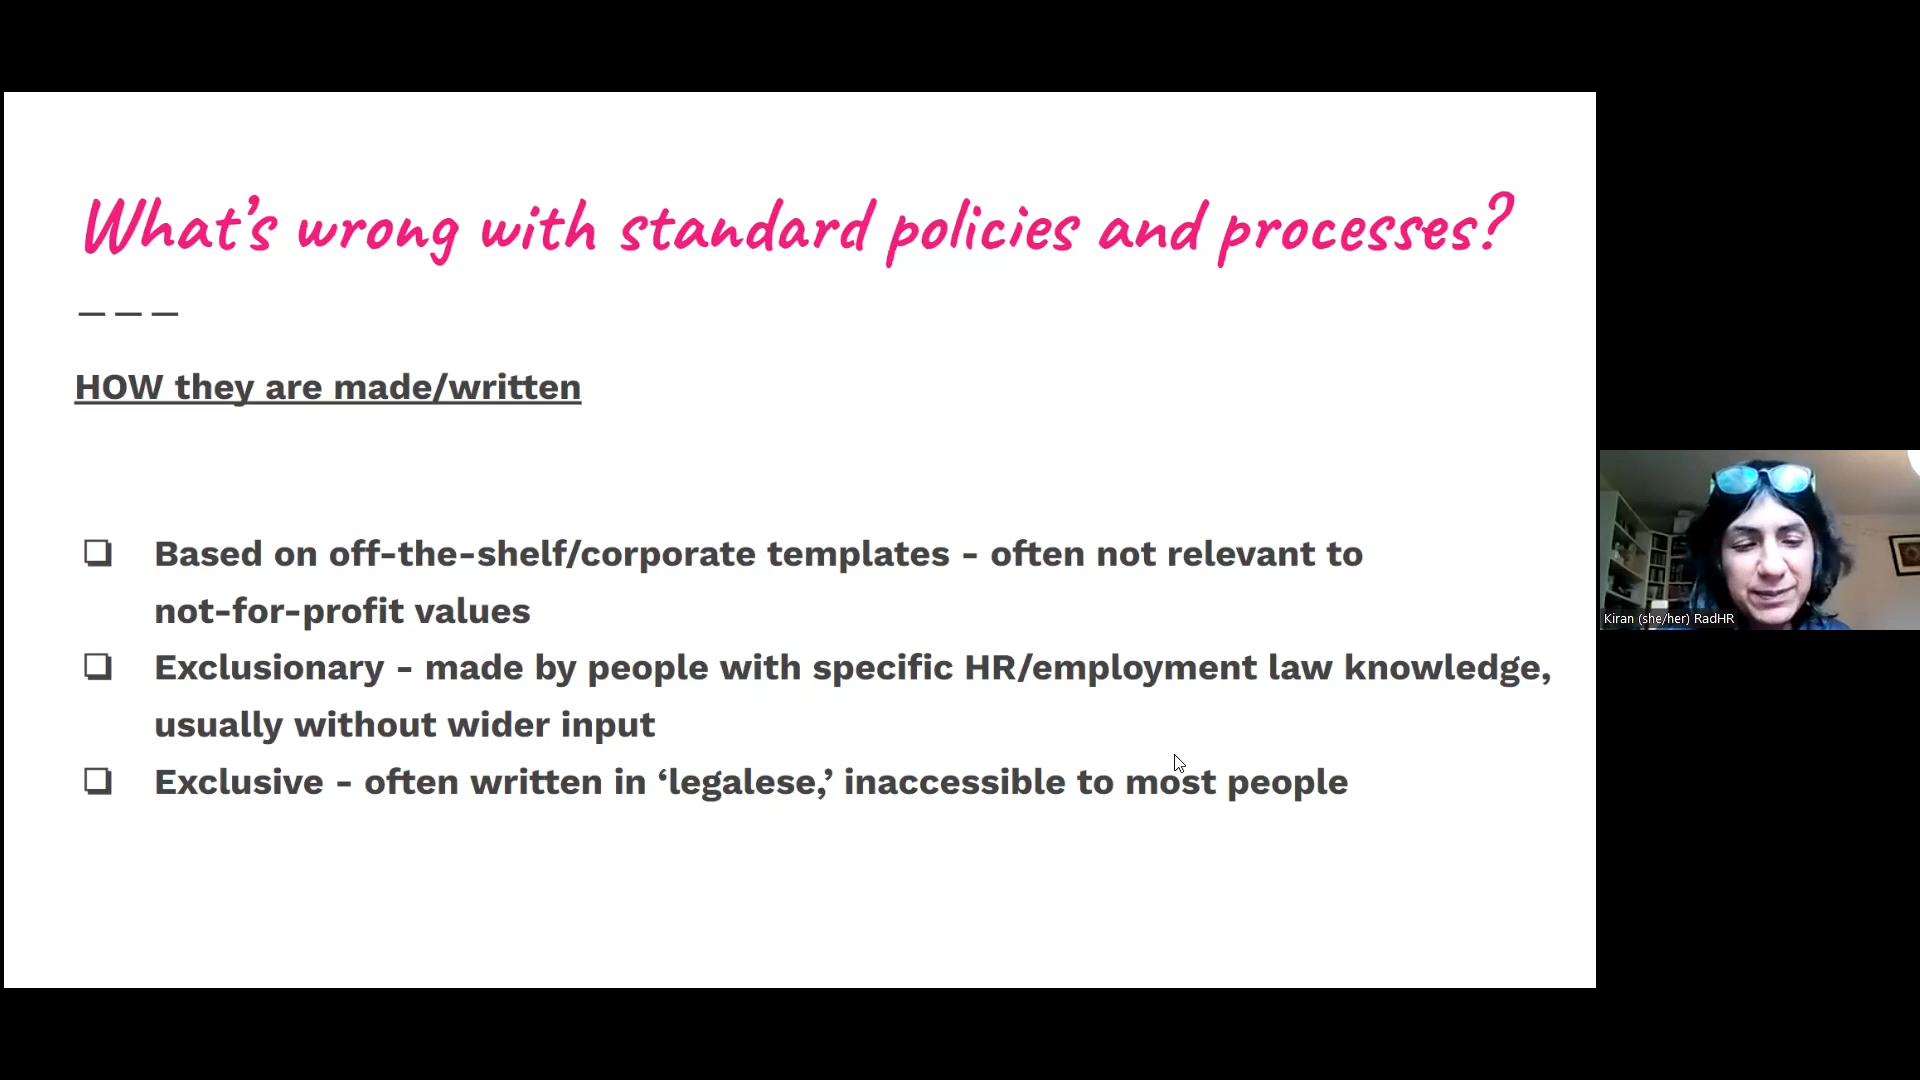 What’s wrong with standard policies and processes?
HOW they are made/written
❏ Based on off-the-shelf/corporate templates - often not relevant to
not-for-profit values
❏ Exclusionary - made by people with specific HR/employment law knowledge,
usually without wider input
❏ Exclusive - often written in ‘legalese,’ inaccessible to most people
Kiran (she/her) RadHR